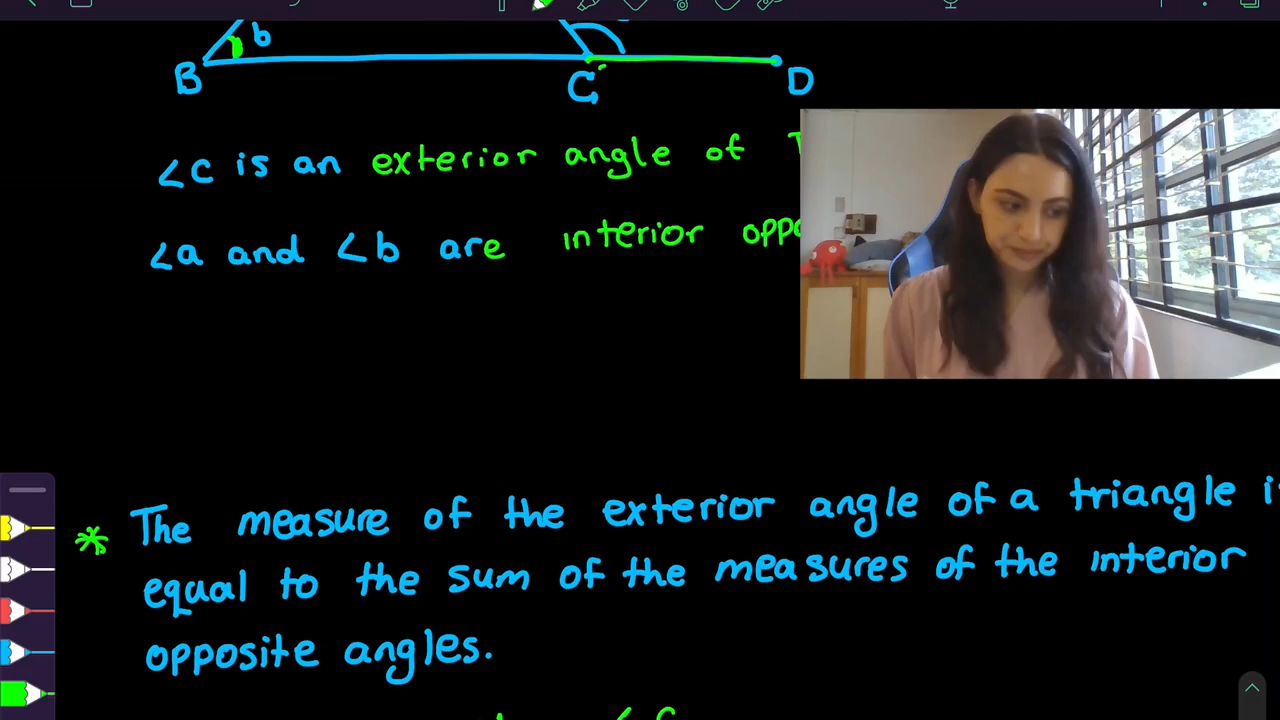 b
B C D
∠c is an exterior angle of
∠a and ∠b are interior
* The measure of the exterior angle of a triangle
equal to the sum of the measures of the interior
opposite angles.